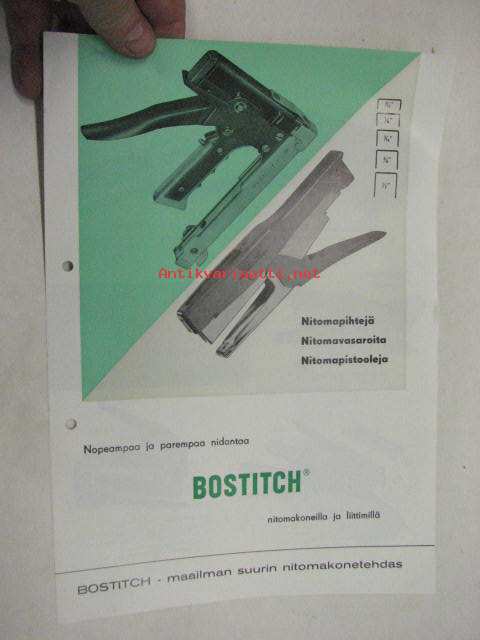 Antikvariaatti.net
Nitomapihtejä
Nitomavasaroita
Nitomapistooleja
Nopeampaa ja parempaa nidontaa
BOSTITCH®
nitomakoneilla ja liittimillä
BOSTITCH - maailman suurin nitomakonetehdas